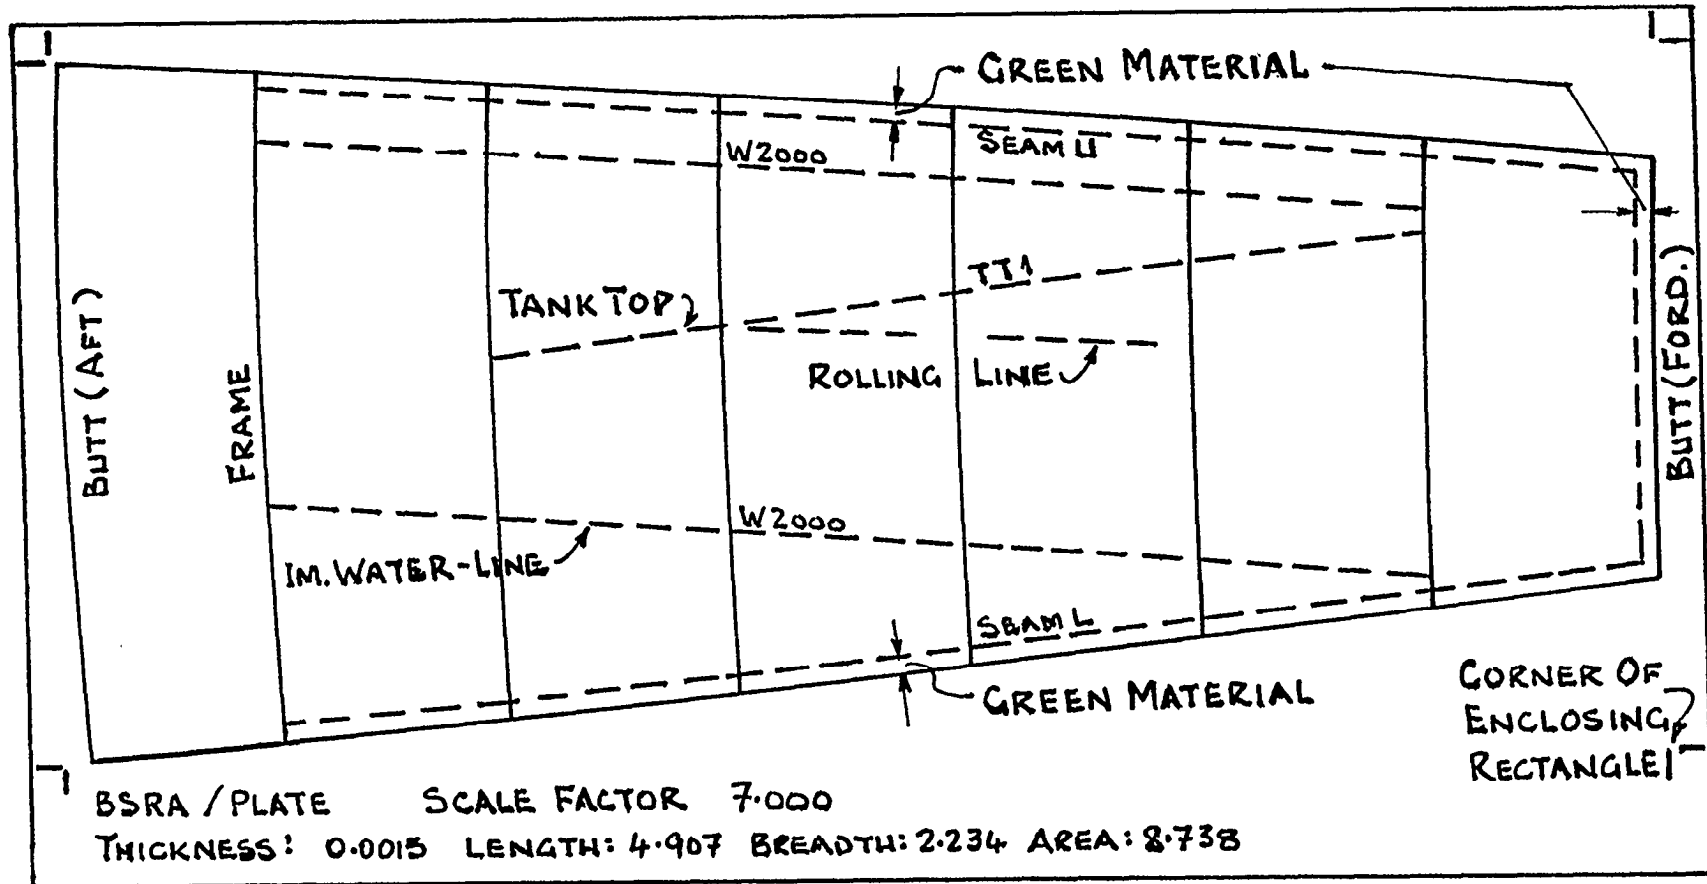 GREEN MATERIAL
W2000
SEAM U
TT1
TANK TOP
ROLLING LINE
BUTT (AFT)
FRAME
BUTT (FORD.)
W2000
IM. WATER-LINE
SEAM L
GREEN MATERIAL
CORNER OF
ENCLOSING
RECTANGLE
BSRA / PLATE SCALE FACTOR 7.000
THICKNESS: 0.0015 LENGTH: 4.907 BREADTH: 2.234 AREA: 8.738